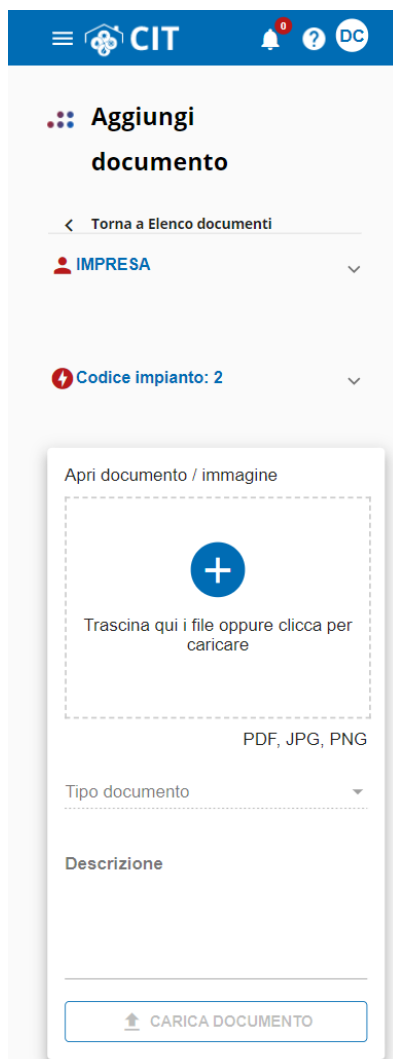 CIT
0
?
DC
Aggiungi
documento
Torna a Elenco documenti
IMPRESA
Codice impianto: 2
Apri documento / immagine
Trascina qui i file oppure clicca per
caricare
PDF, JPG, PNG
Tipo documento
Descrizione
CARICA DOCUMENTO